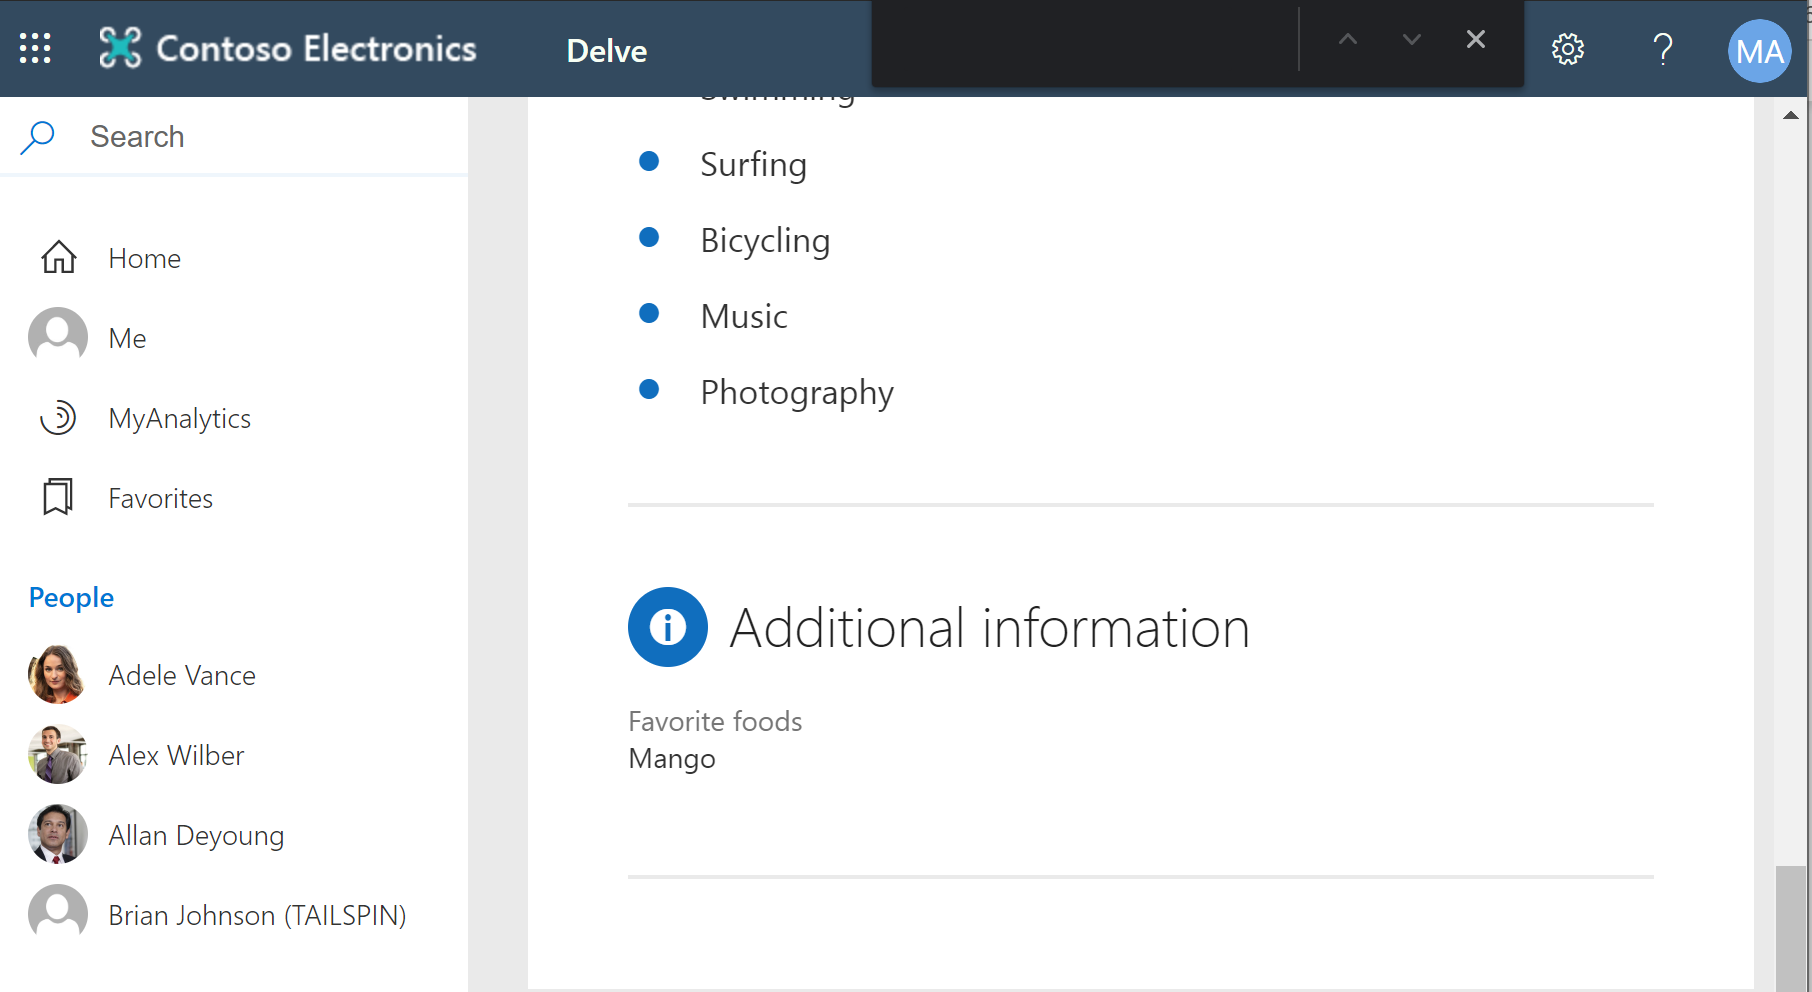 Contoso Electronics
Delve
MA
Search
Home
Me
MyAnalytics
Favorites
People
Adele Vance
Alex Wilber
Allan Deyoung
Brian Johnson (TAILSPIN)
Swimming
Surfing
Bicycling
Music
Photography
Additional information
Favorite foods
Mango